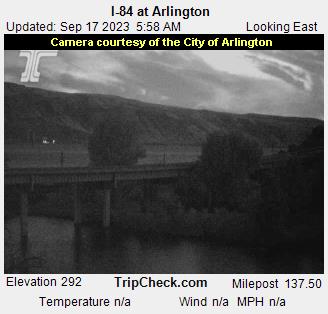 I-84 at Arlington
Updated: Sep 17 2023 5:58 AM Looking East
Camera courtesy of the City of Arlington
Elevation 292 TripCheck.com Milepost 137.50
Temperature n/a Wind n/a MPH n/a